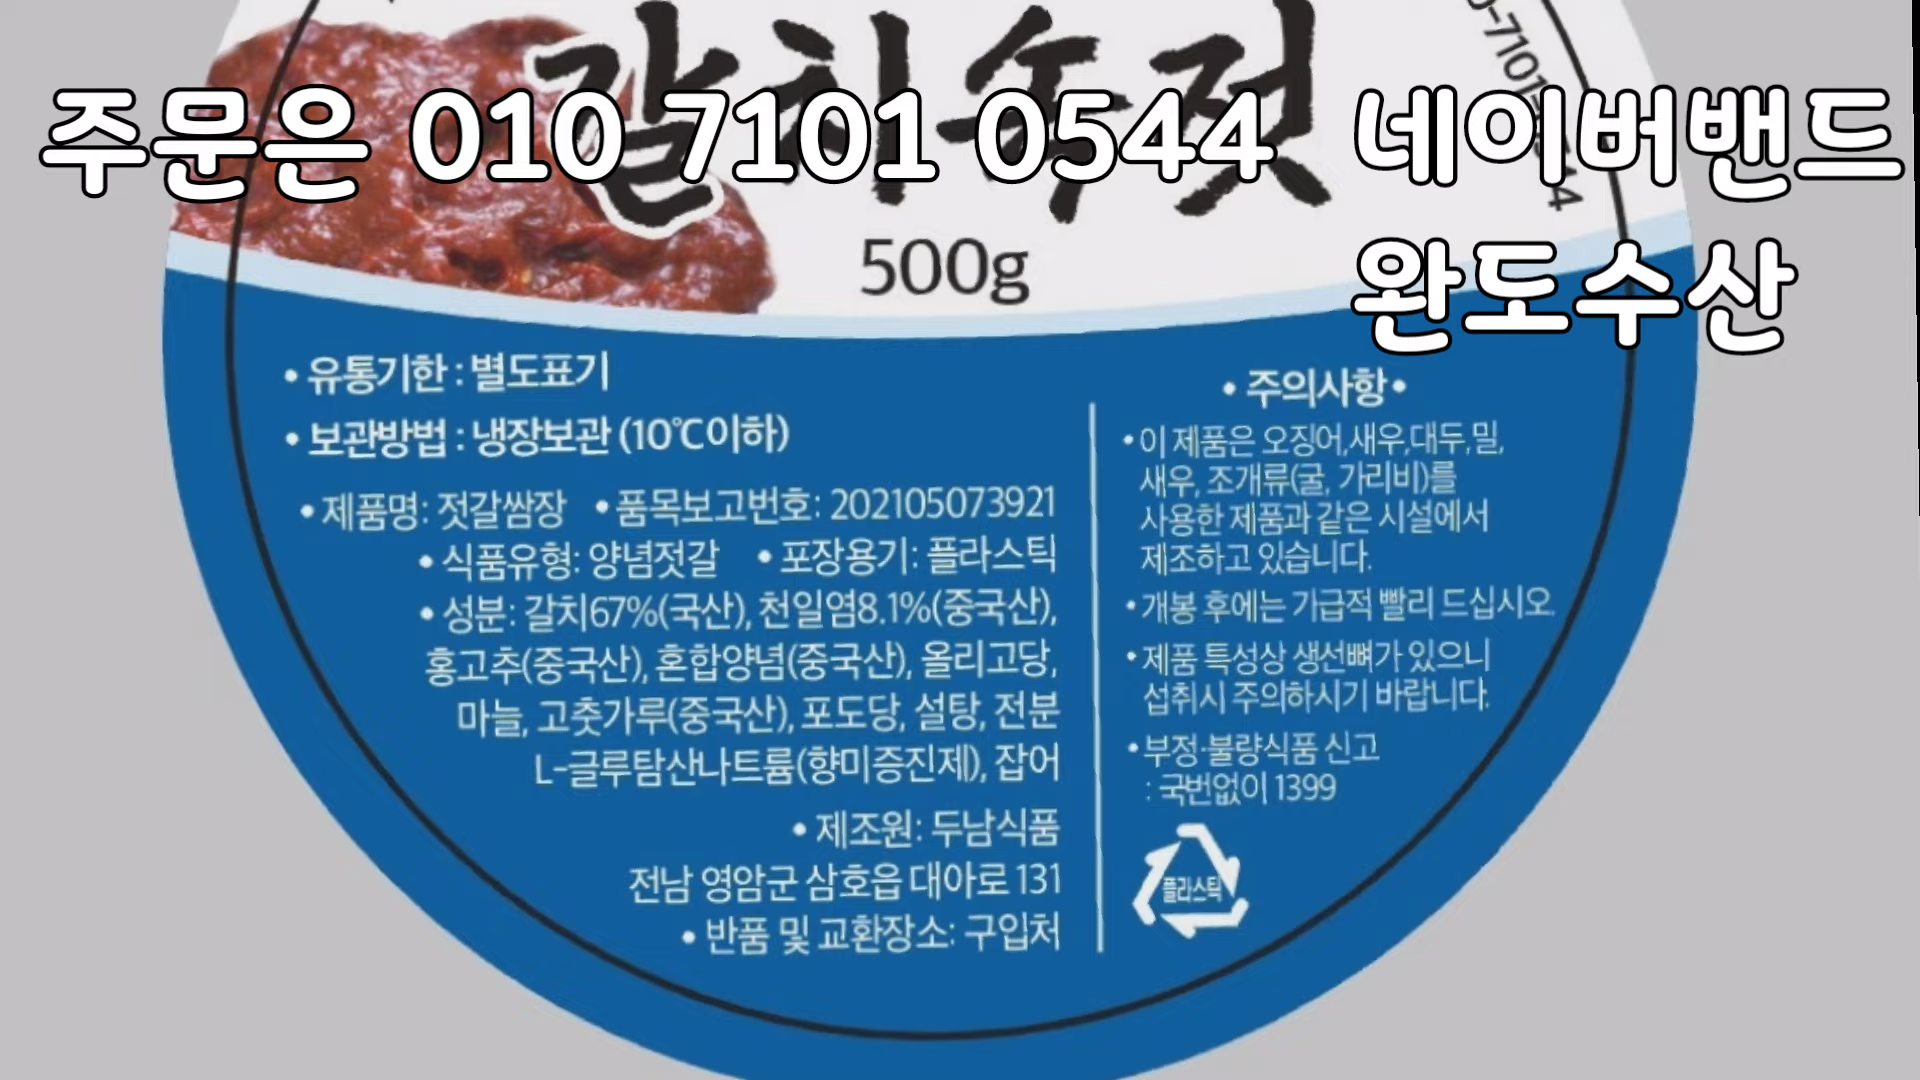 갈치속젓
주문은 010 7101 0544 네이버밴드
완도수산
500g
• 유통기한 : 별도표기
• 보관방법 : 냉장보관 (10℃이하)
• 제품명: 젓갈쌈장 • 품목보고번호: 202105073921
• 식품유형: 양념젓갈 • 포장용기: 플라스틱
• 성분: 갈치67%(국산), 천일염8.1%(중국산),
홍고추(중국산), 혼합양념(중국산), 올리고당,
마늘, 고춧가루(중국산), 포도당, 설탕, 전분
L-글루탐산나트륨(향미증진제), 잡어
• 제조원: 두남식품
전남 영암군 삼호읍 대아로 131
• 반품 및 교환장소: 구입처
• 주의사항 •
• 이 제품은 오징어,새우,대두,밀,
새우, 조개류(굴, 가리비)를
사용한 제품과 같은 시설에서
제조하고 있습니다.
• 개봉 후에는 가급적 빨리 드십시오.
• 제품 특성상 생선뼈가 있으니
섭취시 주의하시기 바랍니다.
• 부정·불량식품 신고
: 국번없이 1399
플라스틱